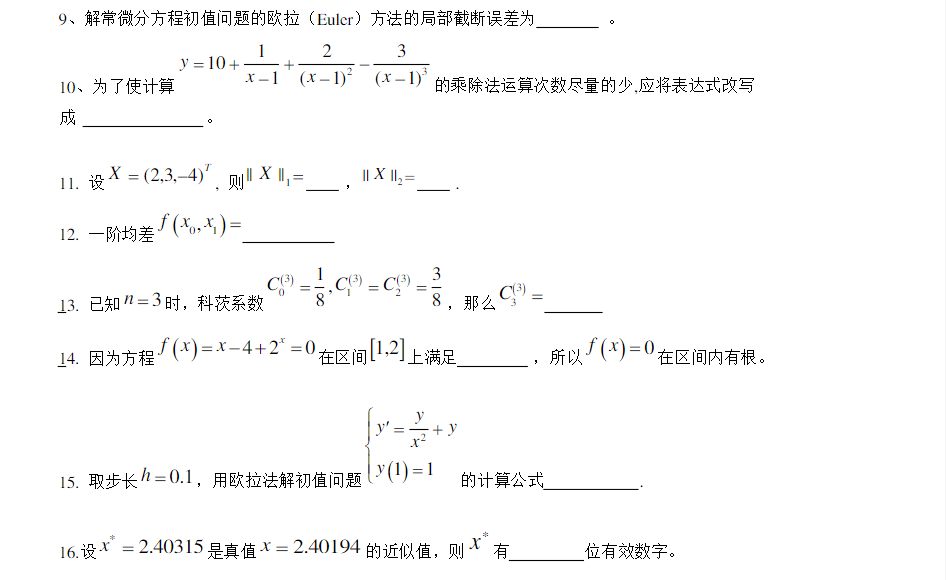 9、解常微分方程初值问题的欧拉（Euler）方法的局部截断误差为_______ 。
10、为了使计算 y = 10 + 1/(x−1) + 2/(x−1)² − 3/(x−1)³ 的乘除法运算次数尽量的少,应将表达式改写
成 ______________。
11. 设 X = (2,3,−4)ᵀ, 则 ‖X‖₁= ____ ，‖X‖₂= ____ .
12. 一阶均差 f(x₀,x₁) = ___________
13. 已知 n = 3 时，科茨系数 C₀⁽³⁾ = 1/8, C₁⁽³⁾ = C₂⁽³⁾ = 3/8 ，那么 C₃⁽³⁾ = _______
14. 因为方程 f(x) = x − 4 + 2ˣ = 0 在区间 [1,2] 上满足________ ，所以 f(x) = 0 在区间内有根。
15. 取步长 h = 0.1，用欧拉法解初值问题 { y′ = y/x² + y
y(1) = 1 的计算公式___________.
16.设 x* = 2.40315 是真值 x = 2.40194 的近似值，则 x* 有_________位有效数字。